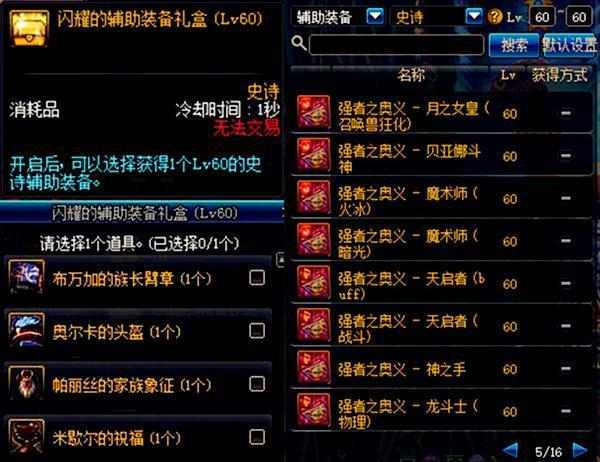 闪耀的辅助装备礼盒 (Lv60)
史诗
消耗品
冷却时间：1秒
无法交易
开启后，可以选择获得1个Lv60的史
诗辅助装备。
闪耀的辅助装备礼盒 (Lv60)
请选择1个道具。(已选择0/1个)
布万加的族长臂章 (1个)
奥尔卡的头盔 (1个)
帕丽丝的家族象征 (1个)
米歇尔的祝福 (1个)
辅助装备
史诗
Lv
60 ~ 60
搜索
默认设置
名称
Lv
获得方式
强者之奥义 - 月之女皇 (
召唤兽狂化)
60
强者之奥义 - 贝亚娜斗
神
60
强者之奥义 - 魔术师 (
火冰)
60
强者之奥义 - 魔术师 (
暗光)
60
强者之奥义 - 天启者 (b
uff)
60
强者之奥义 - 天启者 (
战斗)
60
强者之奥义 - 神之手
60
强者之奥义 - 龙斗士 (
物理)
60
5/16